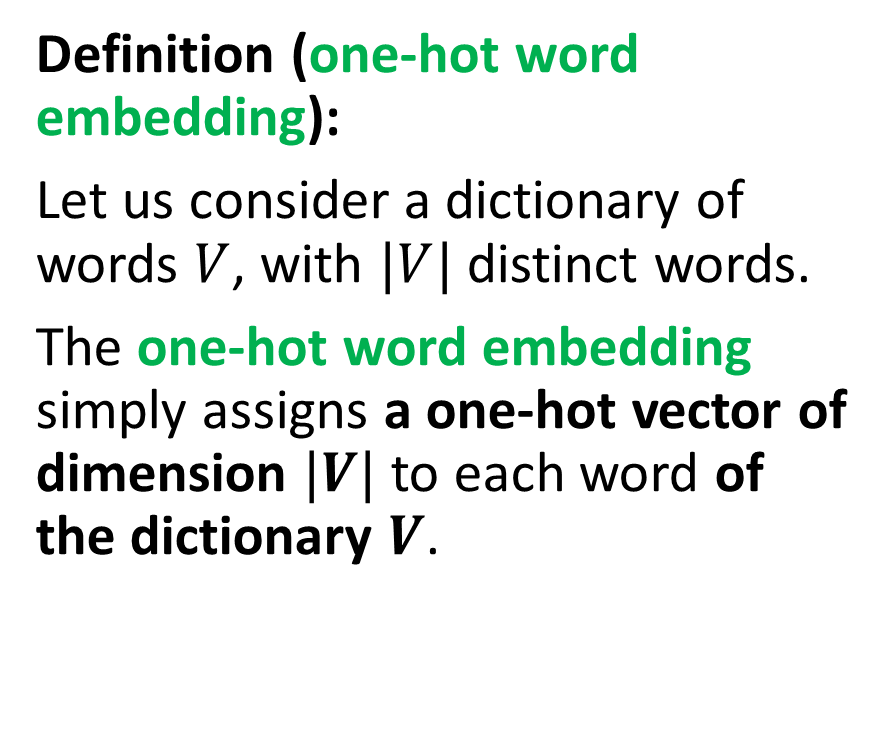 Definition (one-hot word
embedding):
Let us consider a dictionary of
words V, with |V| distinct words.
The one-hot word embedding
simply assigns a one-hot vector of
dimension |V| to each word of
the dictionary V.